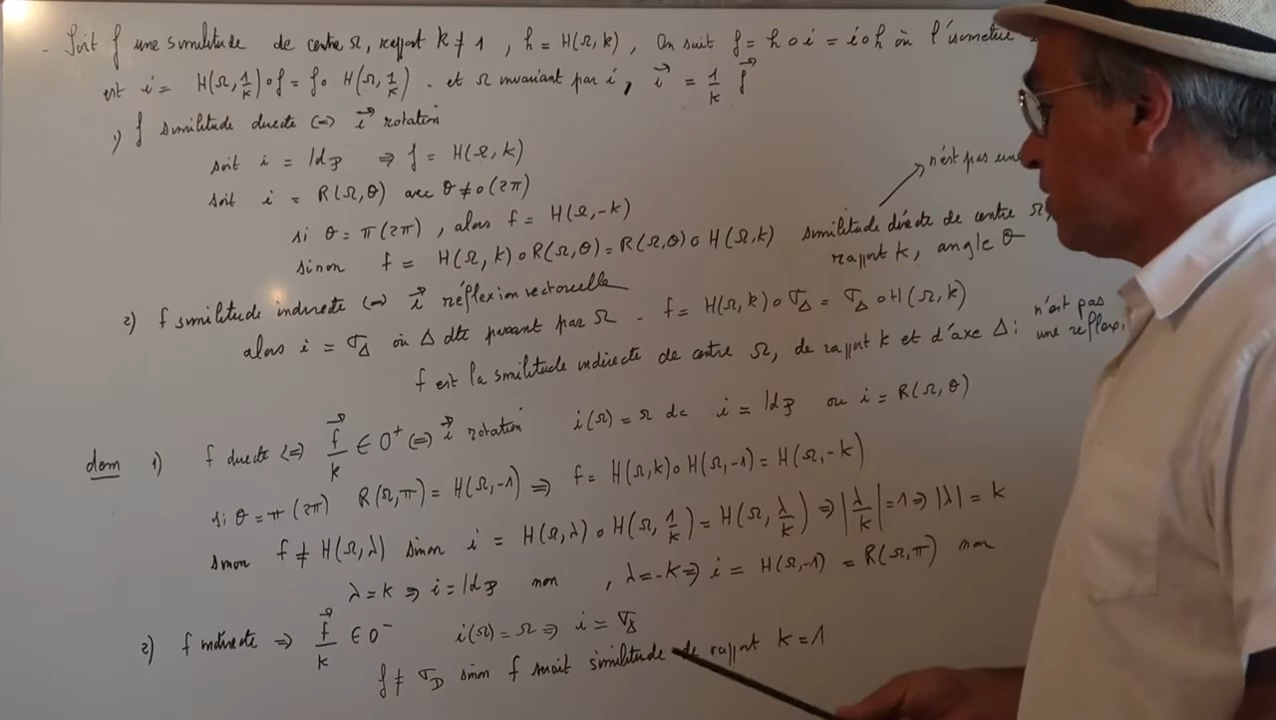 - Soit f une similitude de centre Ω, rapport k ≠ 1, h = H(Ω, k), On sait f = h o i = i o h où l'isométrie
est i = H(Ω, 1/k) o f = f o H(Ω, 1/k). et Ω invariant par i, i⃗ = 1/k f⃗
1) f similitude directe ⟺ i⃗ rotation
soit i = Id_P ⇒ f = H(Ω, k)
soit i = R(Ω, θ) avec θ ≠ 0 (2π)
si θ = π (2π), alors f = H(Ω, -k)
n'est pas une
sinon f = H(Ω, k) o R(Ω, θ) = R(Ω, θ) o H(Ω, k) similitude directe de centre Ω,
rapport k, angle θ
2) f similitude indirecte ⟺ i⃗ réflexion vectorielle
alors i = σ_Δ où Δ dte passant par Ω - f = H(Ω, k) o σ_Δ = σ_Δ o H(Ω, k)
f est la similitude indirecte de centre Ω, de rapport k et d'axe Δ : n'est pas
une reflex,
dem 1) f directe ⟺ f⃗/k ∈ O⁺ ⟺ i⃗ rotation i(Ω) = Ω dc i = Id_P ou i = R(Ω, θ)
si θ = π (2π) R(Ω, π) = H(Ω, -1) ⇒ f = H(Ω, k) o H(Ω, -1) = H(Ω, -k)
sinon f ≠ H(Ω, λ) sinon i = H(Ω, λ) o H(Ω, 1/k) = H(Ω, λ/k) ⇒ |λ/k| = 1 ⇒ |λ| = k
λ = k ⇒ i = Id_P non , λ = -k ⇒ i = H(Ω, -1) = R(Ω, π) non
2) f indirecte ⇒ f⃗/k ∈ O⁻ i(Ω) = Ω ⇒ i = σ_Δ
f ≠ σ_D sinon f serait similitude de rapport k = 1